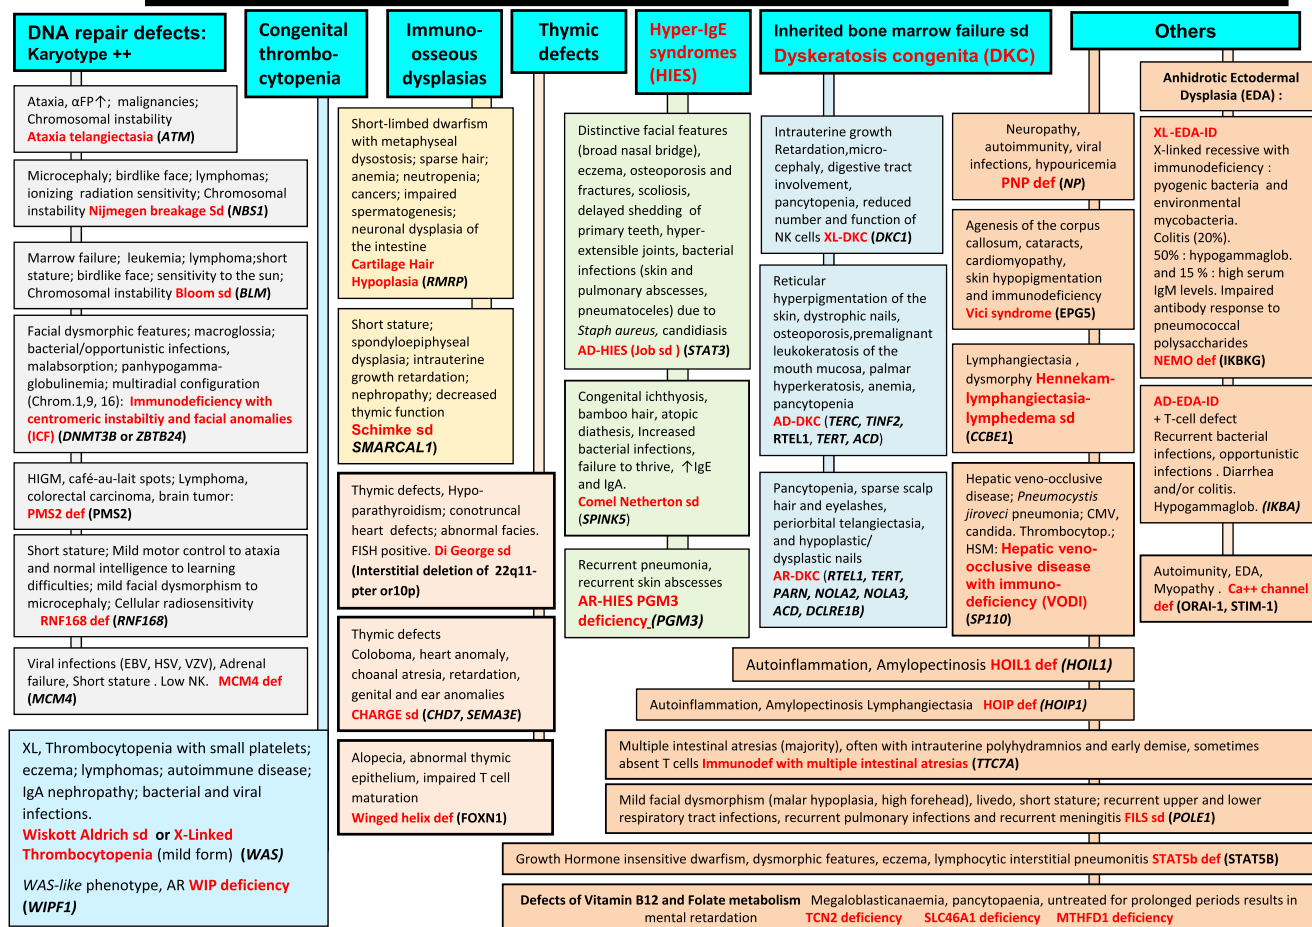 DNA repair defects:
Karyotype ++
Ataxia, αFP↑; malignancies;
Chromosomal instability
Ataxia telangiectasia (ATM)
Microcephaly; birdlike face; lymphomas;
ionizing radiation sensitivity; Chromosomal
instability Nijmegen breakage Sd (NBS1)
Marrow failure; leukemia; lymphoma;short
stature; birdlike face; sensitivity to the sun;
Chromosomal instability Bloom sd (BLM)
Facial dysmorphic features; macroglossia;
bacterial/opportunistic infections,
malabsorption; panhypogamma-
globulinemia; multiradial configuration
(Chrom.1,9, 16): Immunodeficiency with
centromeric instabiltiy and facial anomalies
(ICF) (DNMT3B or ZBTB24)
HIGM, café-au-lait spots; Lymphoma,
colorectal carcinoma, brain tumor:
PMS2 def (PMS2)
Short stature; Mild motor control to ataxia
and normal intelligence to learning
difficulties; mild facial dysmorphism to
microcephaly; Cellular radiosensitivity
RNF168 def (RNF168)
Viral infections (EBV, HSV, VZV), Adrenal
failure, Short stature . Low NK. MCM4 def
(MCM4)
Congenital
thrombo-
cytopenia
XL, Thrombocytopenia with small platelets;
eczema; lymphomas; autoimmune disease;
IgA nephropathy; bacterial and viral
infections.
Wiskott Aldrich sd or X-Linked
Thrombocytopenia (mild form) (WAS)
WAS-like phenotype, AR WIP deficiency
(WIPF1)
Immuno-
osseous
dysplasias
Short-limbed dwarfism
with metaphyseal
dysostosis; sparse hair;
anemia; neutropenia;
cancers; impaired
spermatogenesis;
neuronal dysplasia of
the intestine
Cartilage Hair
Hypoplasia (RMRP)
Short stature;
spondyloepiphyseal
dysplasia; intrauterine
growth retardation;
nephropathy; decreased
thymic function
Schimke sd
SMARCAL1)
Thymic
defects
Thymic defects, Hypo-
parathyroidism; conotruncal
heart defects; abnormal facies.
FISH positive. Di George sd
(Interstitial deletion of 22q11-
pter or10p)
Thymic defects
Coloboma, heart anomaly,
choanal atresia, retardation,
genital and ear anomalies
CHARGE sd (CHD7, SEMA3E)
Alopecia, abnormal thymic
epithelium, impaired T cell
maturation
Winged helix def (FOXN1)
Hyper-IgE
syndromes
(HIES)
Distinctive facial features
(broad nasal bridge),
eczema, osteoporosis and
fractures, scoliosis,
delayed shedding of
primary teeth, hyper-
extensible joints, bacterial
infections (skin and
pulmonary abscesses,
pneumatoceles) due to
Staph aureus, candidiasis
AD-HIES (Job sd ) (STAT3)
Congenital ichthyosis,
bamboo hair, atopic
diathesis, Increased
bacterial infections,
failure to thrive, ↑IgE
and IgA.
Comel Netherton sd
(SPINK5)
Recurrent pneumonia,
recurrent skin abscesses
AR-HIES PGM3
deficiency (PGM3)
Inherited bone marrow failure sd
Dyskeratosis congenita (DKC)
Intrauterine growth
Retardation,micro-
cephaly, digestive tract
involvement,
pancytopenia, reduced
number and function of
NK cells XL-DKC (DKC1)
Reticular
hyperpigmentation of the
skin, dystrophic nails,
osteoporosis,premalignant
leukokeratosis of the
mouth mucosa, palmar
hyperkeratosis, anemia,
pancytopenia
AD-DKC (TERC, TINF2,
RTEL1, TERT, ACD)
Pancytopenia, sparse scalp
hair and eyelashes,
periorbital telangiectasia,
and hypoplastic/
dysplastic nails
AR-DKC (RTEL1, TERT,
PARN, NOLA2, NOLA3,
ACD, DCLRE1B)
Others
Neuropathy,
autoimmunity, viral
infections, hypouricemia
PNP def (NP)
Agenesis of the corpus
callosum, cataracts,
cardiomyopathy,
skin hypopigmentation
and immunodeficiency
Vici syndrome (EPG5)
Lymphangiectasia ,
dysmorphy Hennekam-
lymphangiectasia-
lymphedema sd
(CCBE1)
Hepatic veno-occlusive
disease; Pneumocystis
jiroveci pneumonia; CMV,
candida. Thrombocytop.;
HSM: Hepatic veno-
occlusive disease
with immuno-
deficiency (VODI)
(SP110)
Anhidrotic Ectodermal
Dysplasia (EDA) :
XL-EDA-ID
X-linked recessive with
immunodeficiency :
pyogenic bacteria and
environmental
mycobacteria.
Colitis (20%).
50% : hypogammaglob.
and 15 % : high serum
IgM levels. Impaired
antibody response to
pneumococcal
polysaccharides
NEMO def (IKBKG)
AD-EDA-ID
+ T-cell defect
Recurrent bacterial
infections, opportunistic
infections . Diarrhea
and/or colitis.
Hypogammaglob. (IKBA)
Autoimunity, EDA,
Myopathy . Ca++ channel
def (ORAI-1, STIM-1)
Autoinflammation, Amylopectinosis HOIL1 def (HOIL1)
Autoinflammation, Amylopectinosis Lymphangiectasia HOIP def (HOIP1)
Multiple intestinal atresias (majority), often with intrauterine polyhydramnios and early demise, sometimes
absent T cells Immunodef with multiple intestinal atresias (TTC7A)
Mild facial dysmorphism (malar hypoplasia, high forehead), livedo, short stature; recurrent upper and lower
respiratory tract infections, recurrent pulmonary infections and recurrent meningitis FILS sd (POLE1)
Growth Hormone insensitive dwarfism, dysmorphic features, eczema, lymphocytic interstitial pneumonitis STAT5b def (STAT5B)
Defects of Vitamin B12 and Folate metabolism Megaloblasticanaemia, pancytopaenia, untreated for prolonged periods results in
mental retardation TCN2 deficiency SLC46A1 deficiency MTHFD1 deficiency